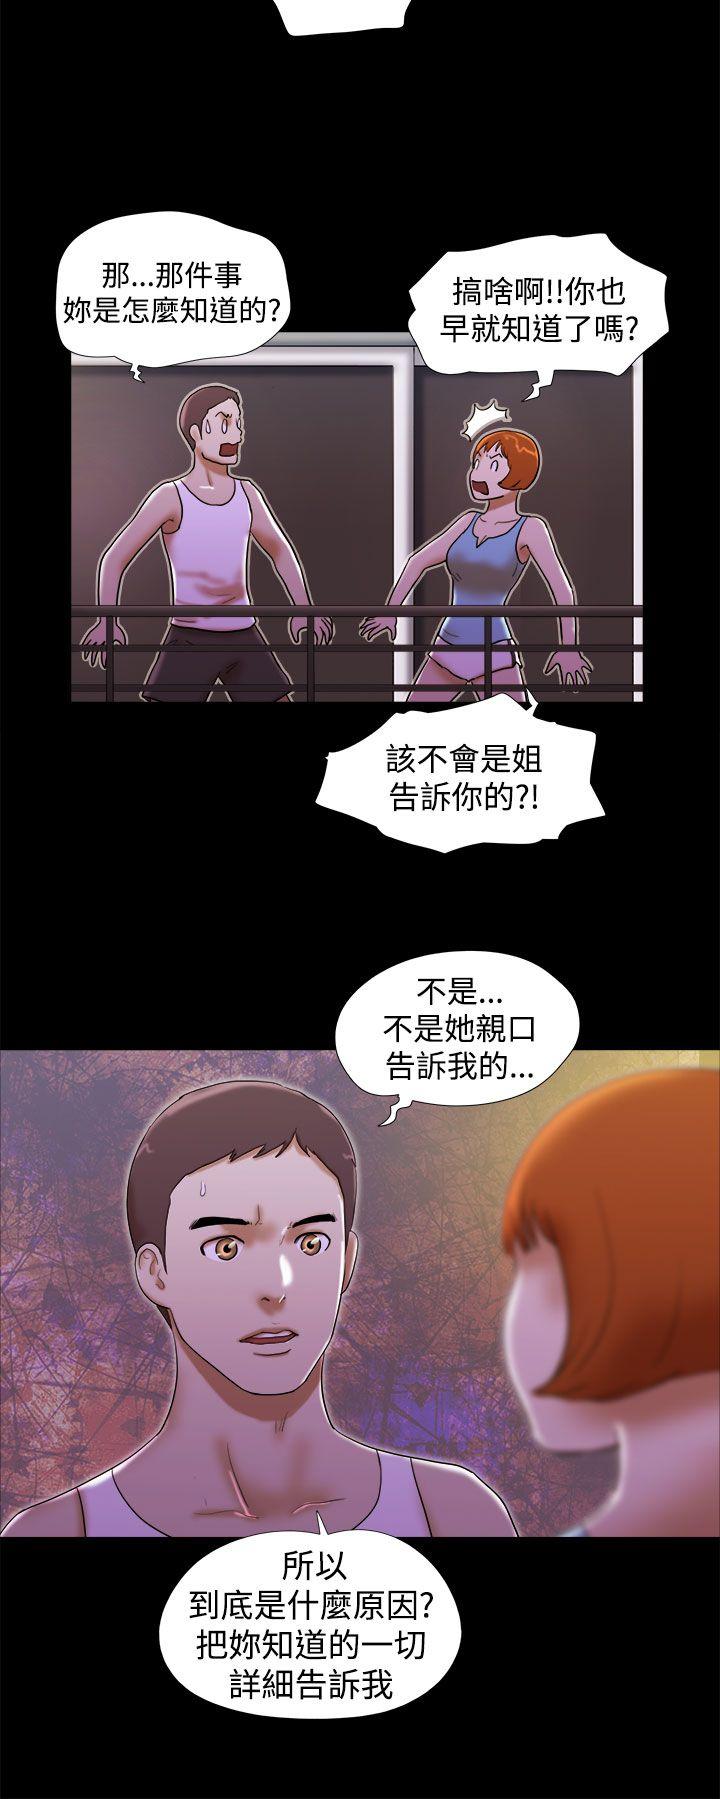 那...那件事
妳是怎麼知道的?
搞啥啊!!你也
早就知道了嗎?
該不會是姐
告訴你的?!
不是...
不是她親口
告訴我的...
所以
到底是什麼原因?
把妳知道的一切
詳細告訴我